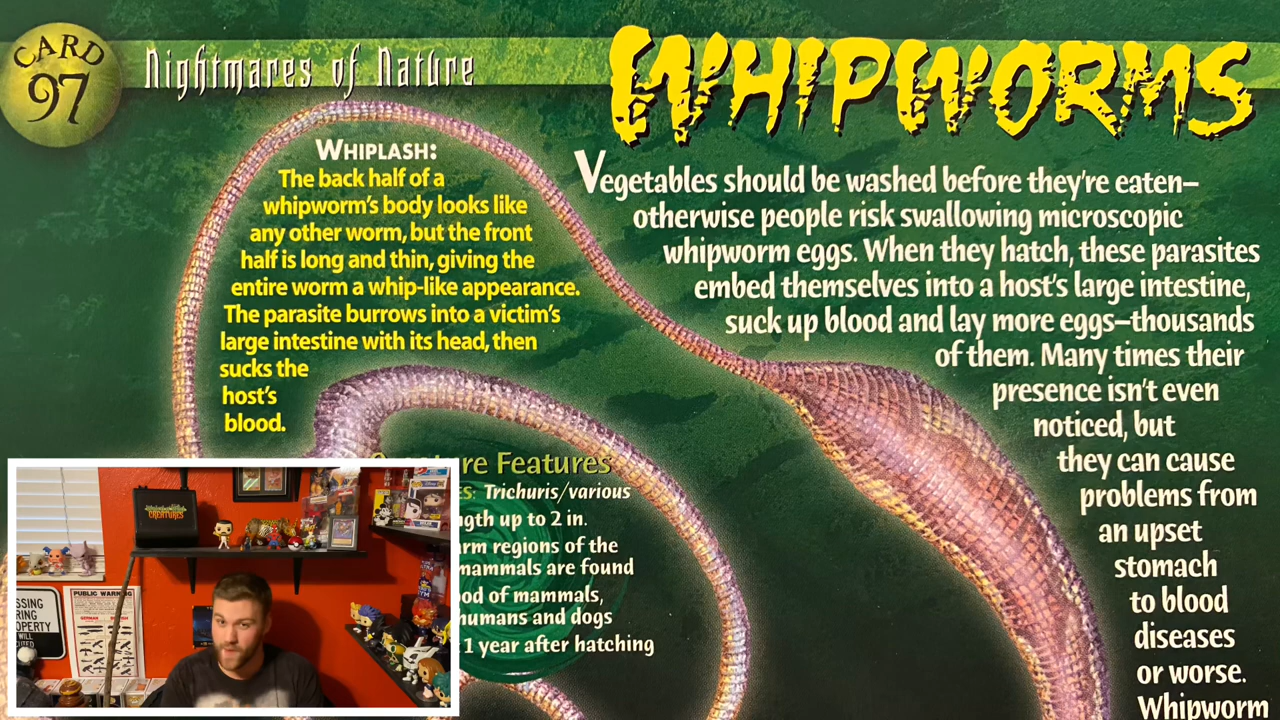 CARD
97
Nightmares of Nature
WHIPWORMS
WHIPLASH:
The back half of a
whipworm's body looks like
any other worm, but the front
half is long and thin, giving the
entire worm a whip-like appearance.
The parasite burrows into a victim's
large intestine with its head, then
sucks the
host's
blood.
Vegetables should be washed before they're eaten–
otherwise people risk swallowing microscopic
whipworm eggs. When they hatch, these parasites
embed themselves into a host's large intestine,
suck up blood and lay more eggs–thousands
of them. Many times their
presence isn't even
noticed, but
they can cause
problems from
an upset
stomach
to blood
diseases
or worse.
Whipworm
Features
Trichuris/various
up to 2 in.
regions of the
mammals are found
of mammals,
humans and dogs
1 year after hatching
CREATURES
PUBLIC WARNING
GERMAN